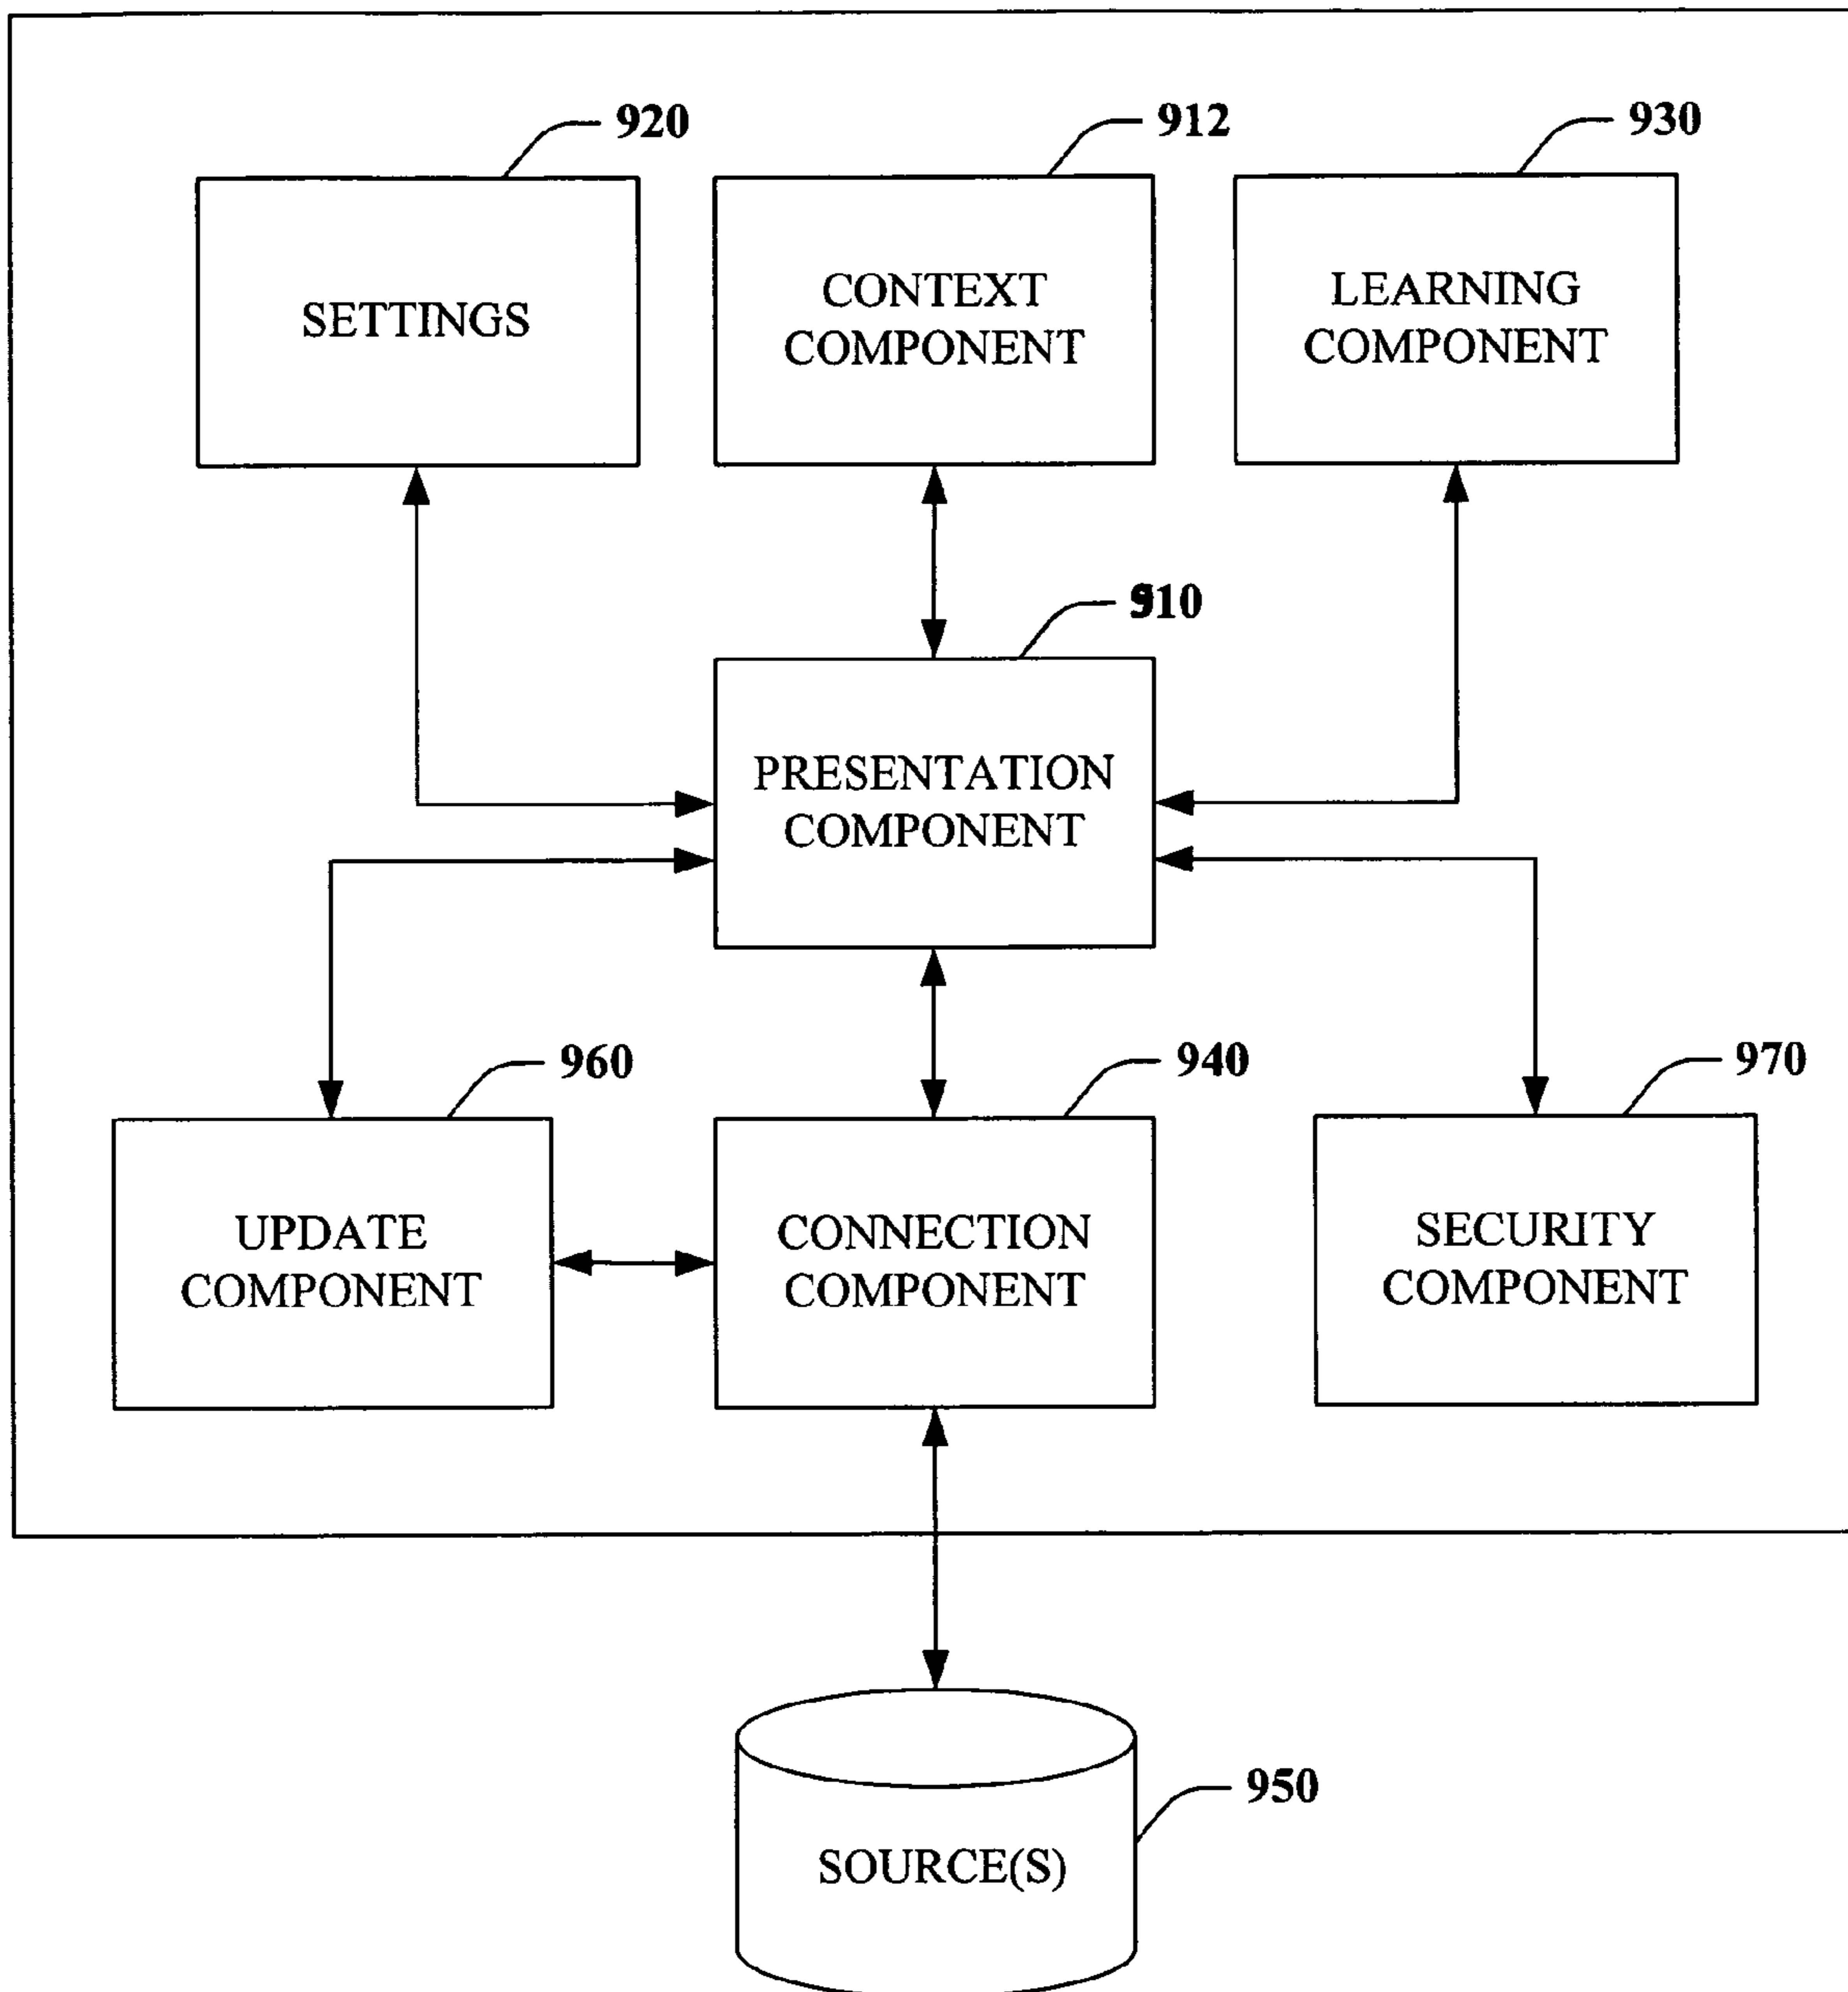 920
912
930
SETTINGS
CONTEXT
COMPONENT
LEARNING
COMPONENT
910
PRESENTATION
COMPONENT
960
940
970
UPDATE
COMPONENT
CONNECTION
COMPONENT
SECURITY
COMPONENT
950
SOURCE(S)